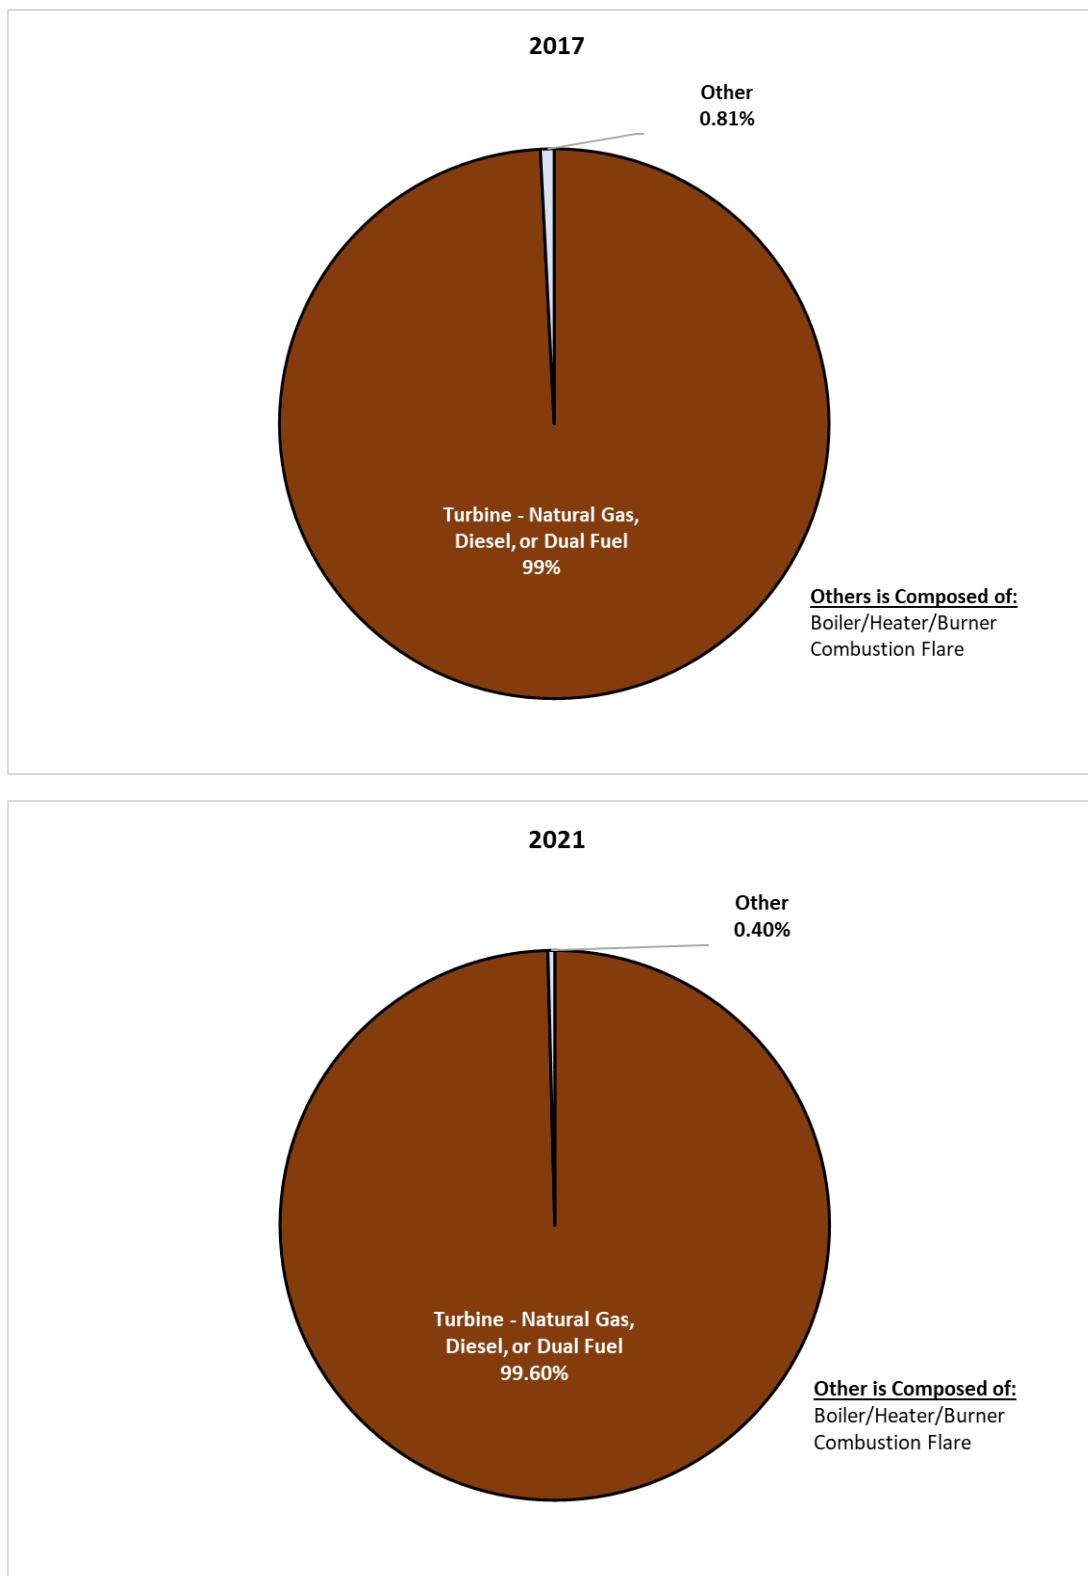 2017
Other
0.81%
Turbine - Natural Gas,
Diesel, or Dual Fuel
99%
Others is Composed of:
Boiler/Heater/Burner
Combustion Flare
2021
Other
0.40%
Turbine - Natural Gas,
Diesel, or Dual Fuel
99.60%
Other is Composed of:
Boiler/Heater/Burner
Combustion Flare